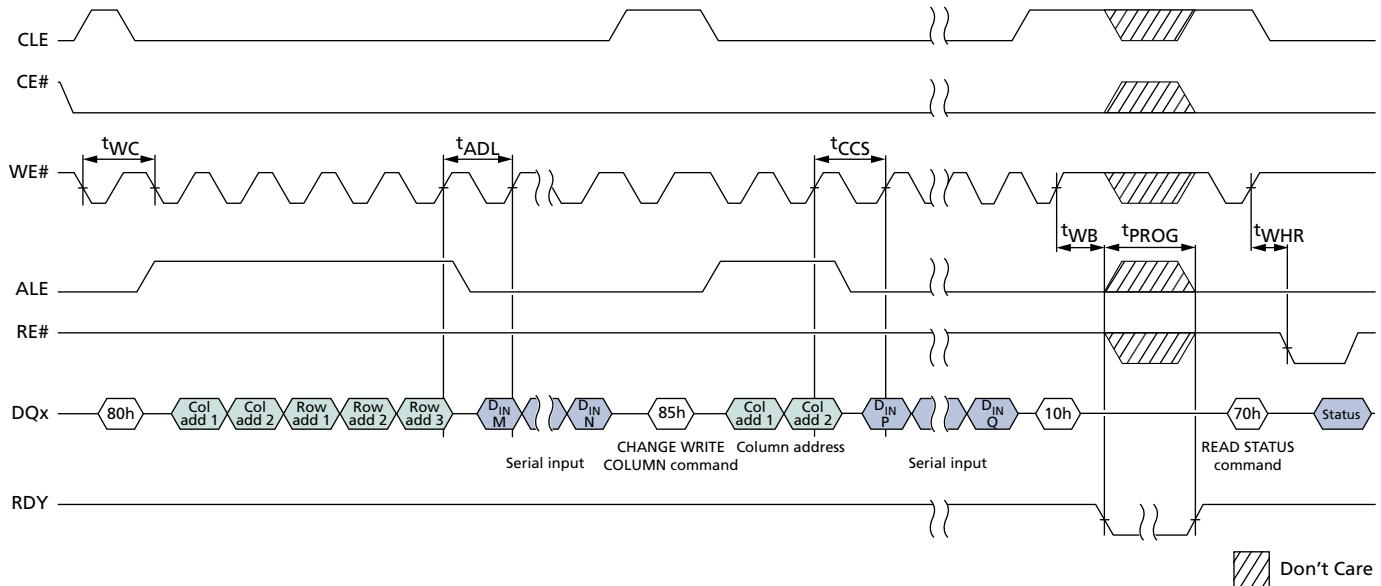 CLE
CE#
tWC
tADL
tCCS
WE#
tWB
tPROG
tWHR
ALE
RE#
DQx
80h
Col add 1
Col add 2
Row add 1
Row add 2
Row add 3
DIN M
DIN N
85h
Col add 1
Col add 2
DIN P
DIN Q
10h
70h
Status
Serial input
CHANGE WRITE
COLUMN command
Column address
Serial input
READ STATUS
command
RDY
Don't Care